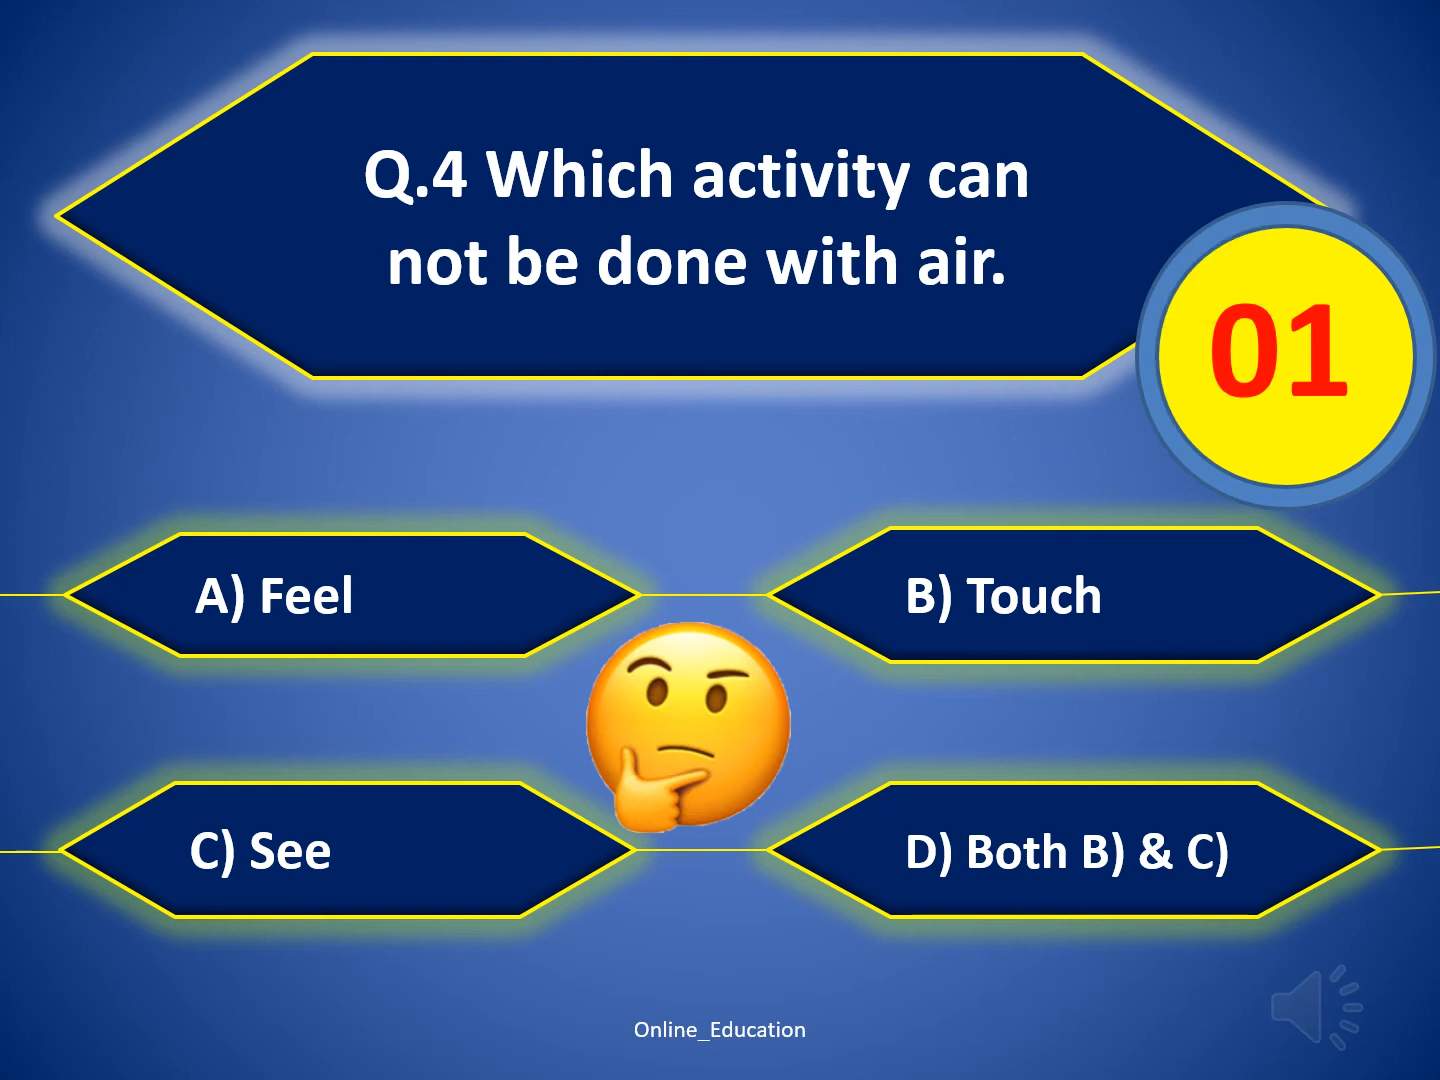 Q.4 Which activity can
not be done with air.
01
A) Feel
B) Touch
C) See
D) Both B) & C)
Online_Education